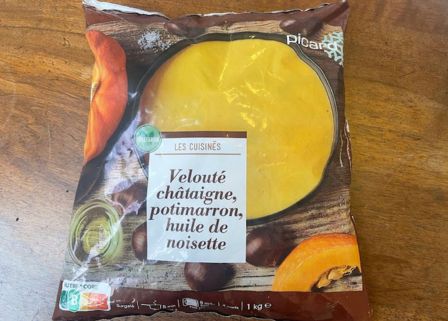 Picard
LES CUISINÉS
Velouté
châtaigne,
potimarron,
huile de
noisette
NUTRI-SCORE
B
1 kg e